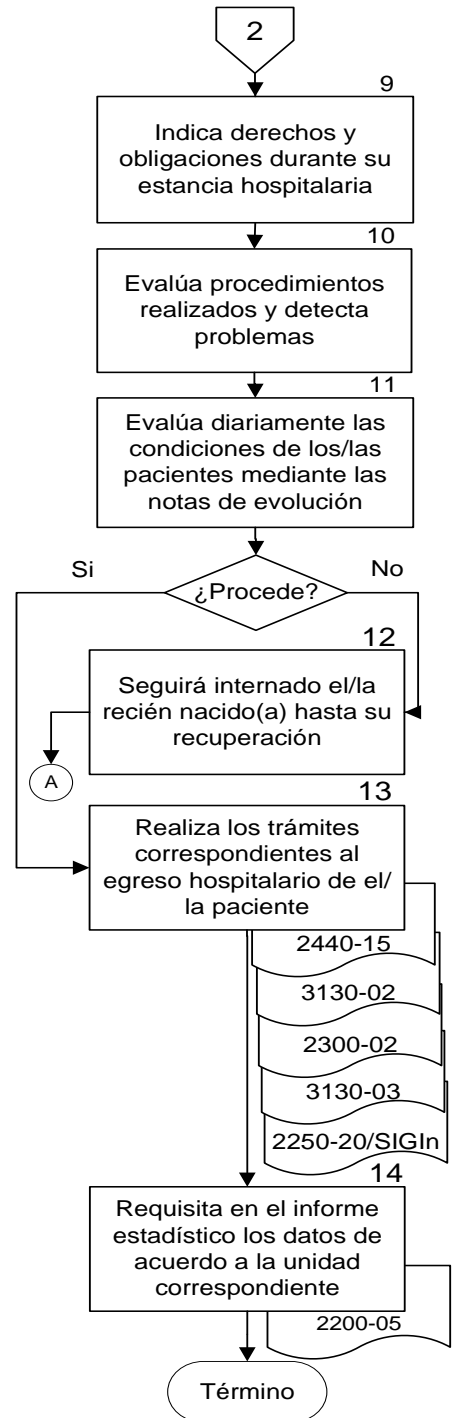 2
9
Indica derechos y
obligaciones durante su
estancia hospitalaria
10
Evalúa procedimientos
realizados y detecta
problemas
11
Evalúa diariamente las
condiciones de los/las
pacientes mediante las
notas de evolución
Si
¿Procede?
No
12
Seguirá internado el/la
recién nacido(a) hasta su
recuperación
A
13
Realiza los trámites
correspondientes al
egreso hospitalario de el/
la paciente
2440-15
3130-02
2300-02
3130-03
2250-20/SIGIn
14
Requisita en el informe
estadístico los datos de
acuerdo a la unidad
correspondiente
2200-05
Término